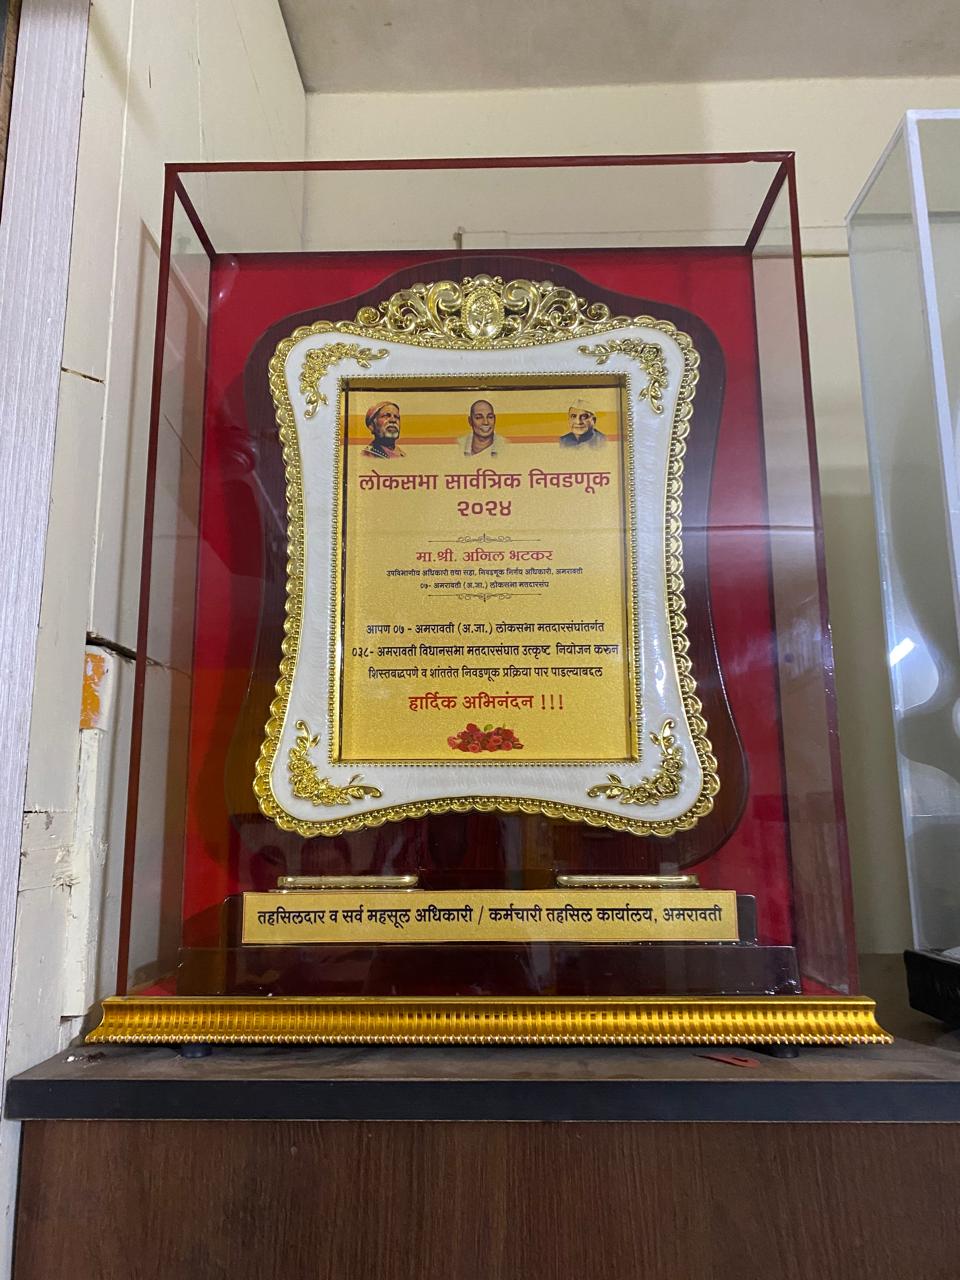 लोकसभा सार्वत्रिक निवडणूक
२०२४
मा.श्री. अनिल भटकर
उपविभागीय अधिकारी तथा सहा. निवडणूक निर्णय अधिकारी, अमरावती
०७- अमरावती (अ.जा.) लोकसभा मतदारसंघ
आपण ०७ - अमरावती (अ.जा.) लोकसभा मतदारसंघांतर्गत
०३८- अमरावती विधानसभा मतदारसंघात उत्कृष्ट नियोजन करून
शिस्तबद्धपणे व शांततेत निवडणूक प्रक्रिया पार पाडल्याबद्दल
हार्दिक अभिनंदन !!!
तहसिलदार व सर्व महसूल अधिकारी / कर्मचारी तहसिल कार्यालय, अमरावती